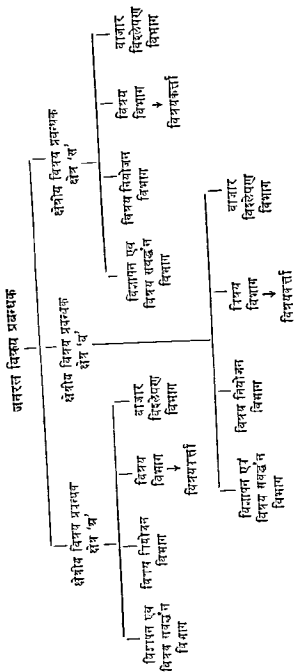 जनरल विक्रय प्रबन्धक
क्षेत्रीय विक्रय प्रबन्धक
क्षेत्र 'अ'
क्षेत्रीय विक्रय प्रबन्धक
क्षेत्र 'ब'
क्षेत्रीय विक्रय प्रबन्धक
क्षेत्र 'स'
विज्ञापन एवं
विक्रय संवर्द्धन
विभाग
विक्रय नियोजन
विभाग
विक्रय
विभाग
विक्रयकर्त्ता
बाजार
विश्लेषण
विभाग
विज्ञापन एवं
विक्रय संवर्द्धन
विभाग
विक्रय नियोजन
विभाग
विक्रय
विभाग
विक्रयकर्त्ता
बाजार
विश्लेषण
विभाग
विज्ञापन एवं
विक्रय संवर्द्धन
विभाग
विक्रय नियोजन
विभाग
विक्रय
विभाग
विक्रयकर्त्ता
बाजार
विश्लेषण
विभाग